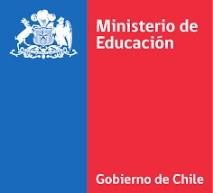 Ministerio de
Educación
Gobierno de Chile